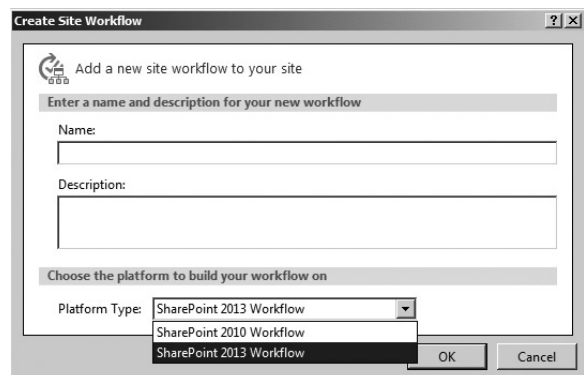 Create Site Workflow
Add a new site workflow to your site
Enter a name and description for your new workflow
Name:
Description:
Choose the platform to build your workflow on
Platform Type: SharePoint 2013 Workflow
SharePoint 2010 Workflow
SharePoint 2013 Workflow
OK Cancel